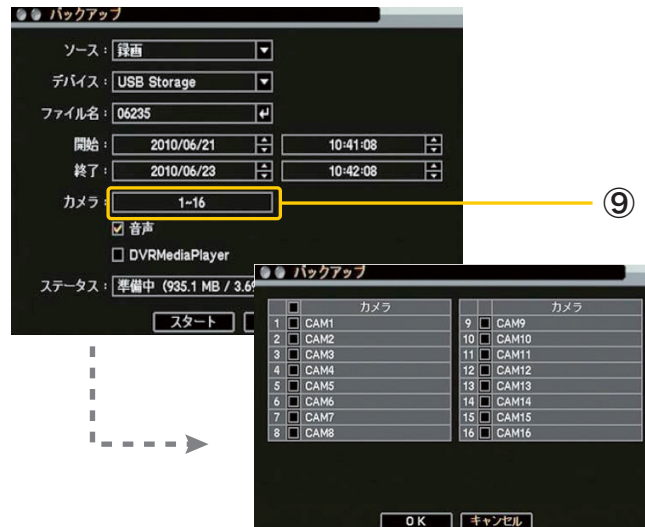 バックアップ
ソース : 録画
デバイス : USB Storage
ファイル名 : 06235
開始 : 2010/06/21 10:41:08
終了 : 2010/06/23 10:42:08
カメラ : 1~16
⑨
音声
DVRMediaPlayer
ステータス : 準備中 (935.1 MB / 3.69
スタート
バックアップ
カメラ カメラ
1 CAM1 9 CAM9
2 CAM2 10 CAM10
3 CAM3 11 CAM11
4 CAM4 12 CAM12
5 CAM5 13 CAM13
6 CAM6 14 CAM14
7 CAM7 15 CAM15
8 CAM8 16 CAM16
OK キャンセル